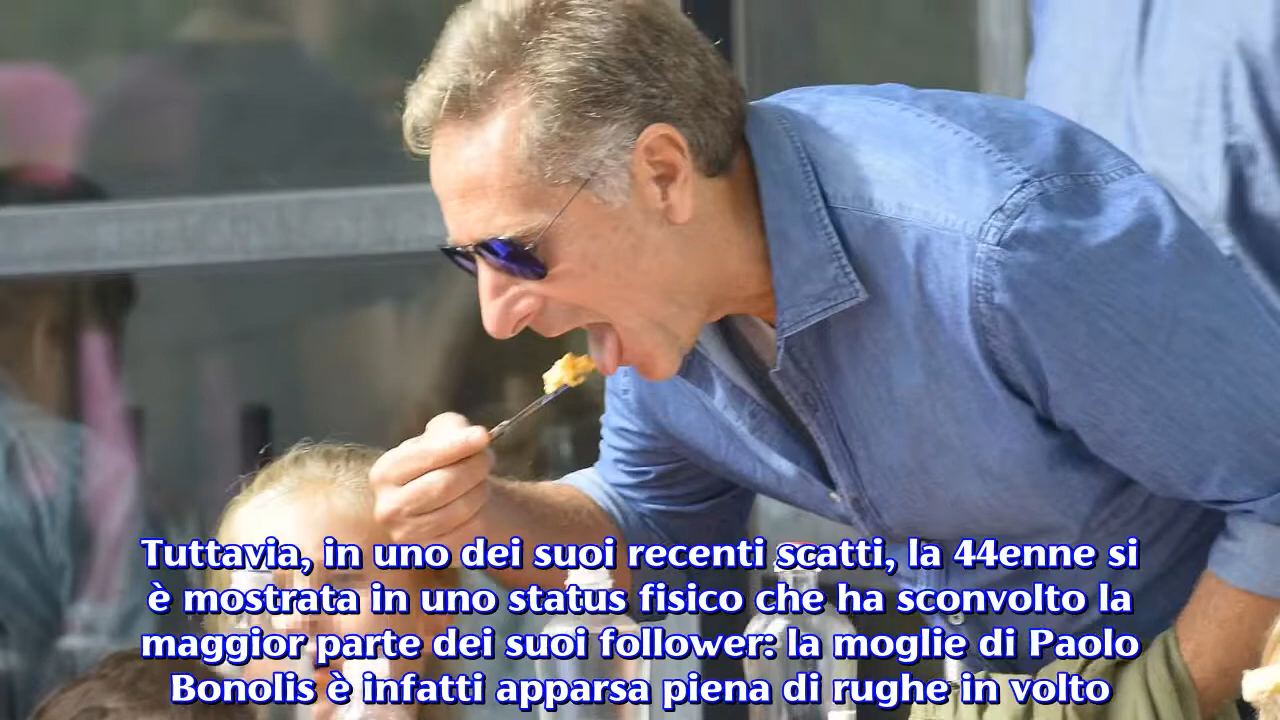 Tuttavia, in uno dei suoi recenti scatti, la 44enne si
è mostrata in uno status fisico che ha sconvolto la
maggior parte dei suoi follower: la moglie di Paolo
Bonolis è infatti apparsa piena di rughe in volto